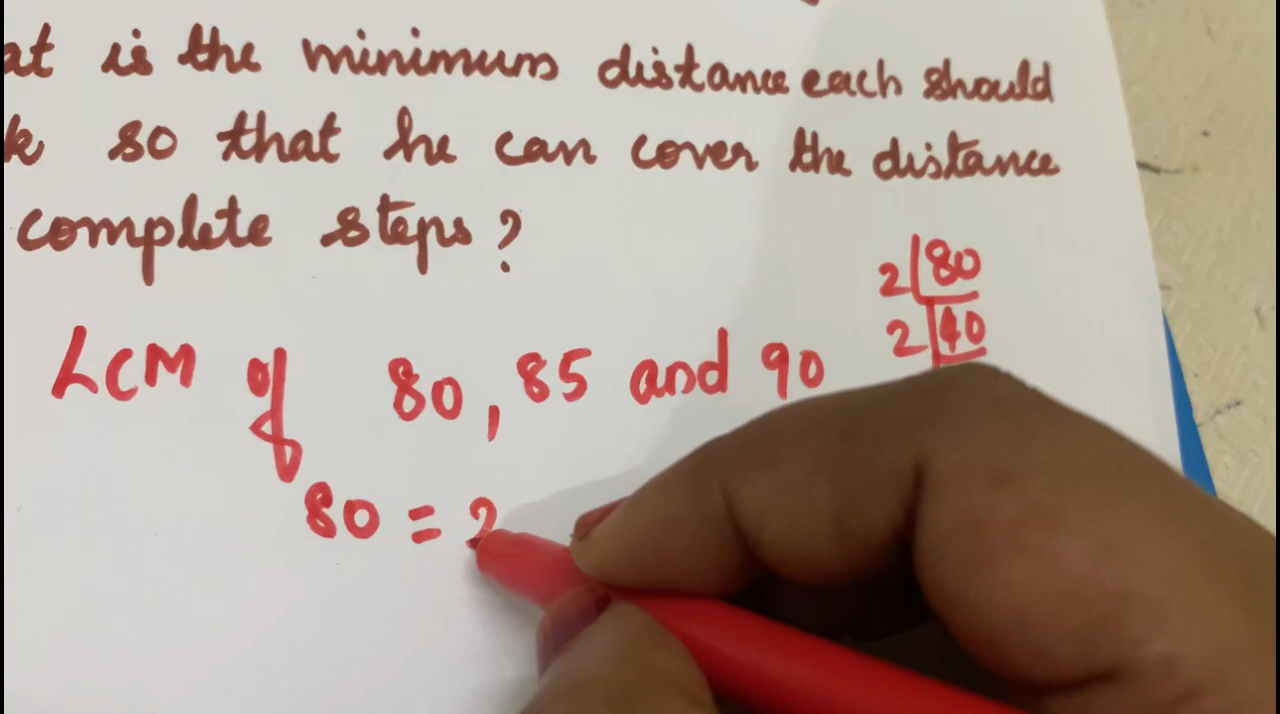 is the minimum distance each should
so that he can cover the distance
complete steps?
2 80
2 40
LCM of 80, 85 and 90
80 = 2